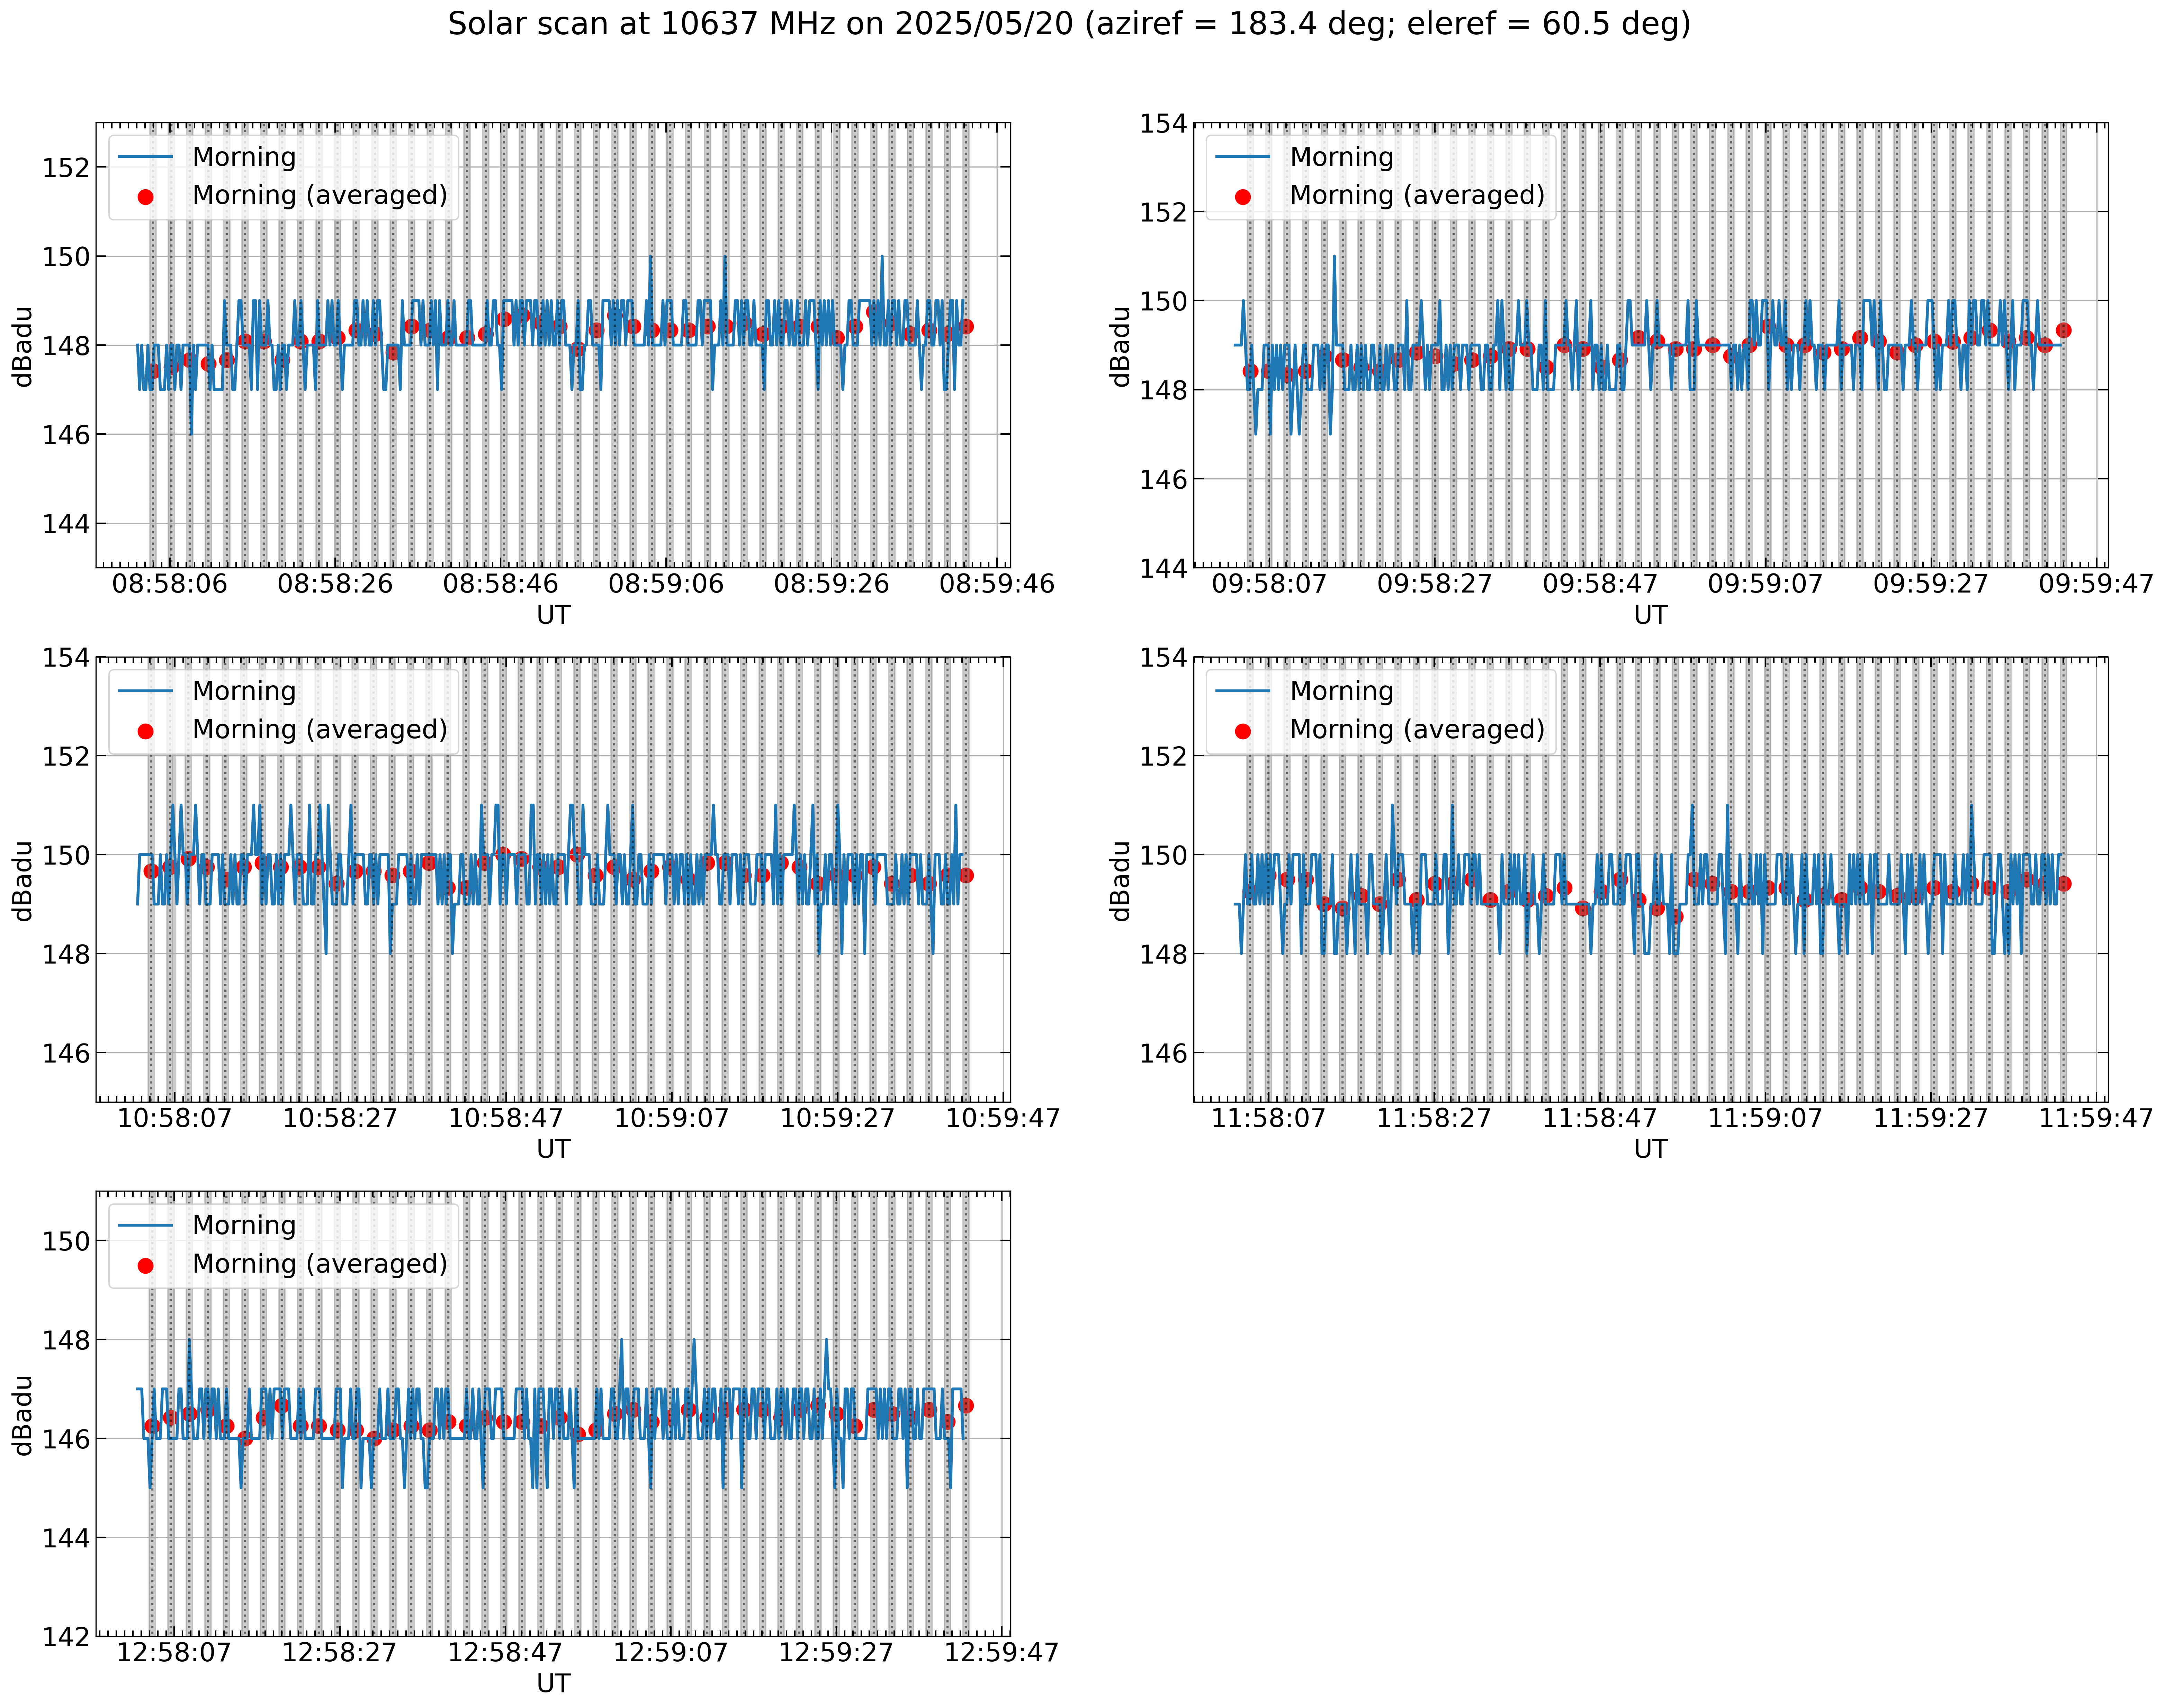 Solar scan at 10637 MHz on 2025/05/20 (aziref = 183.4 deg; eleref = 60.5 deg)
Morning
Morning (averaged)
152
150
148
146
144
dBadu
08:58:06 08:58:26 08:58:46 08:59:06 08:59:26 08:59:46
UT
Morning
Morning (averaged)
154
152
150
148
146
144
dBadu
09:58:07 09:58:27 09:58:47 09:59:07 09:59:27 09:59:47
UT
Morning
Morning (averaged)
154
152
150
148
146
dBadu
10:58:07 10:58:27 10:58:47 10:59:07 10:59:27 10:59:47
UT
Morning
Morning (averaged)
154
152
150
148
146
dBadu
11:58:07 11:58:27 11:58:47 11:59:07 11:59:27 11:59:47
UT
Morning
Morning (averaged)
150
148
146
144
142
dBadu
12:58:07 12:58:27 12:58:47 12:59:07 12:59:27 12:59:47
UT